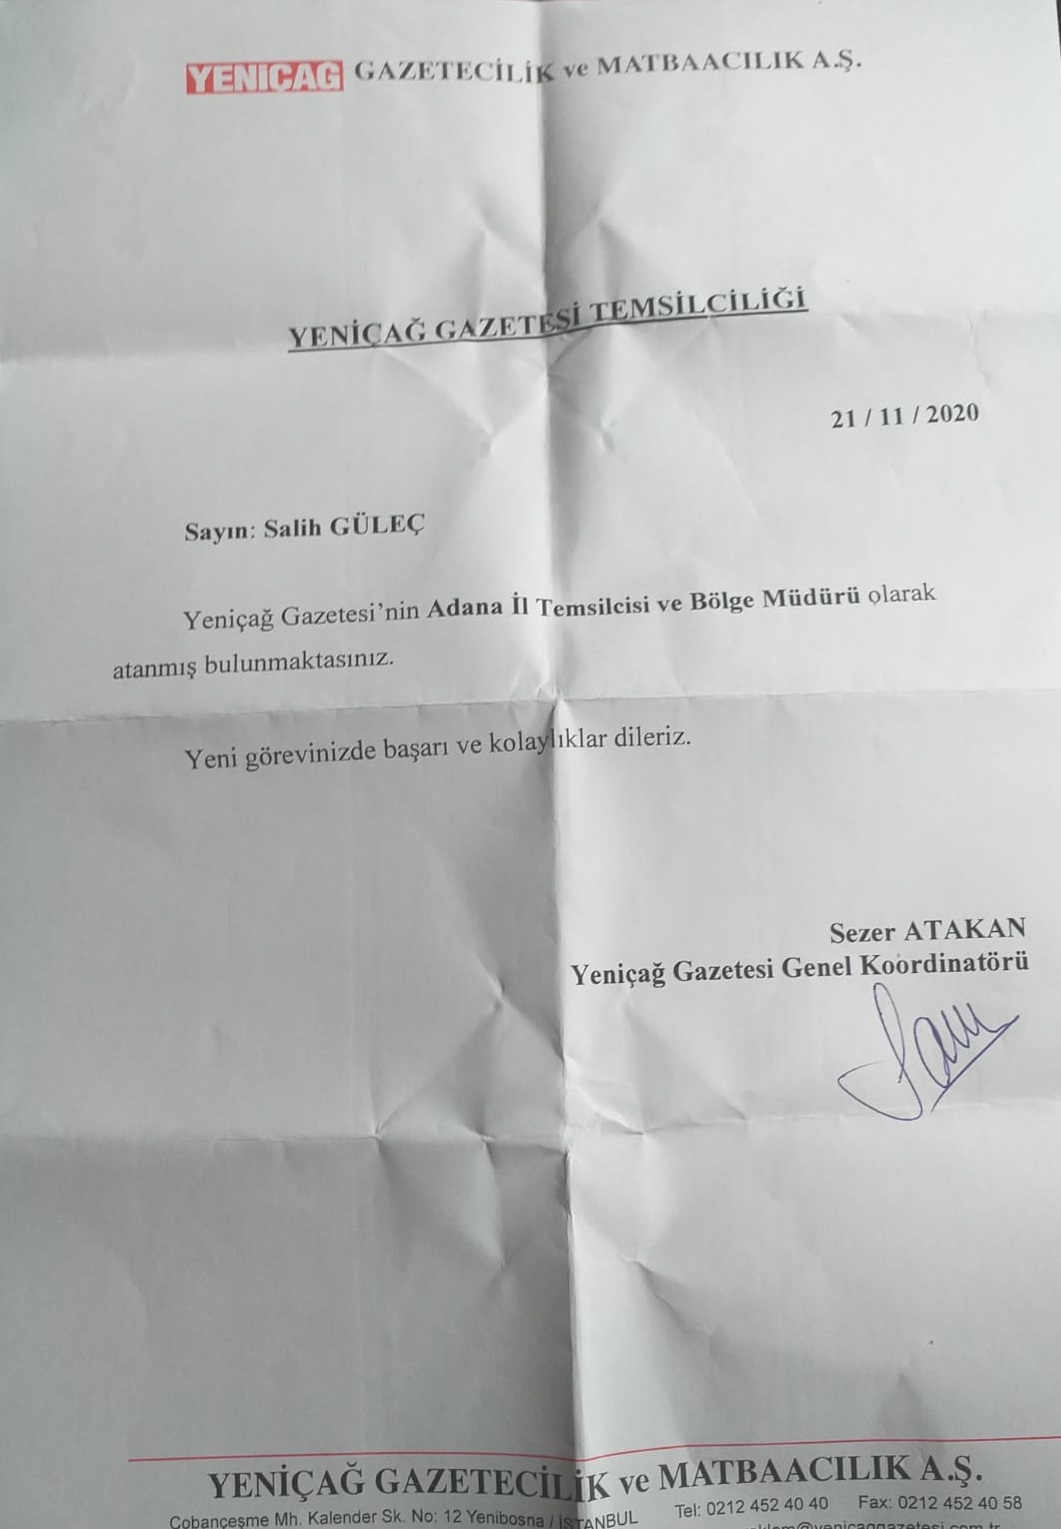 YENİÇAĞ GAZETECİLİK ve MATBAACILIK A.Ş.
YENİÇAĞ GAZETESİ TEMSİLCİLİĞİ
21 / 11 / 2020
Sayın: Salih GÜLEÇ
Yeniçağ Gazetesi’nin Adana İl Temsilcisi ve Bölge Müdürü olarak
atanmış bulunmaktasınız.
Yeni görevinizde başarı ve kolaylıklar dileriz.
Sezer ATAKAN
Yeniçağ Gazetesi Genel Koordinatörü
YENİÇAĞ GAZETECİLİK ve MATBAACILIK A.Ş.
Çobançeşme Mh. Kalender Sk. No: 12 Yenibosna / İSTANBUL Tel: 0212 452 40 40 Fax: 0212 452 40 58